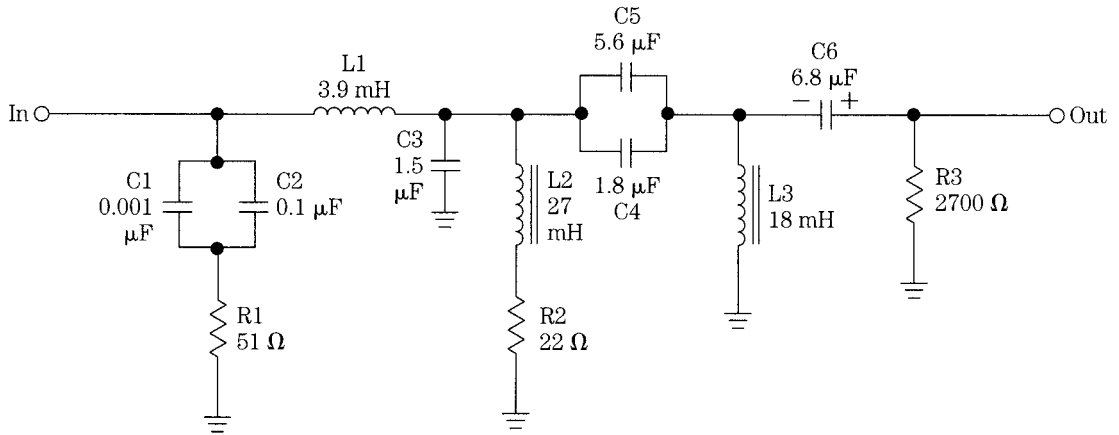 C5
5.6 μF
C6
6.8 μF
− +
L1
3.9 mH
In
Out
C3
1.5
μF
C1
0.001
μF
C2
0.1 μF
L2
27
mH
1.8 μF
C4
L3
18 mH
R3
2700 Ω
R1
51 Ω
R2
22 Ω